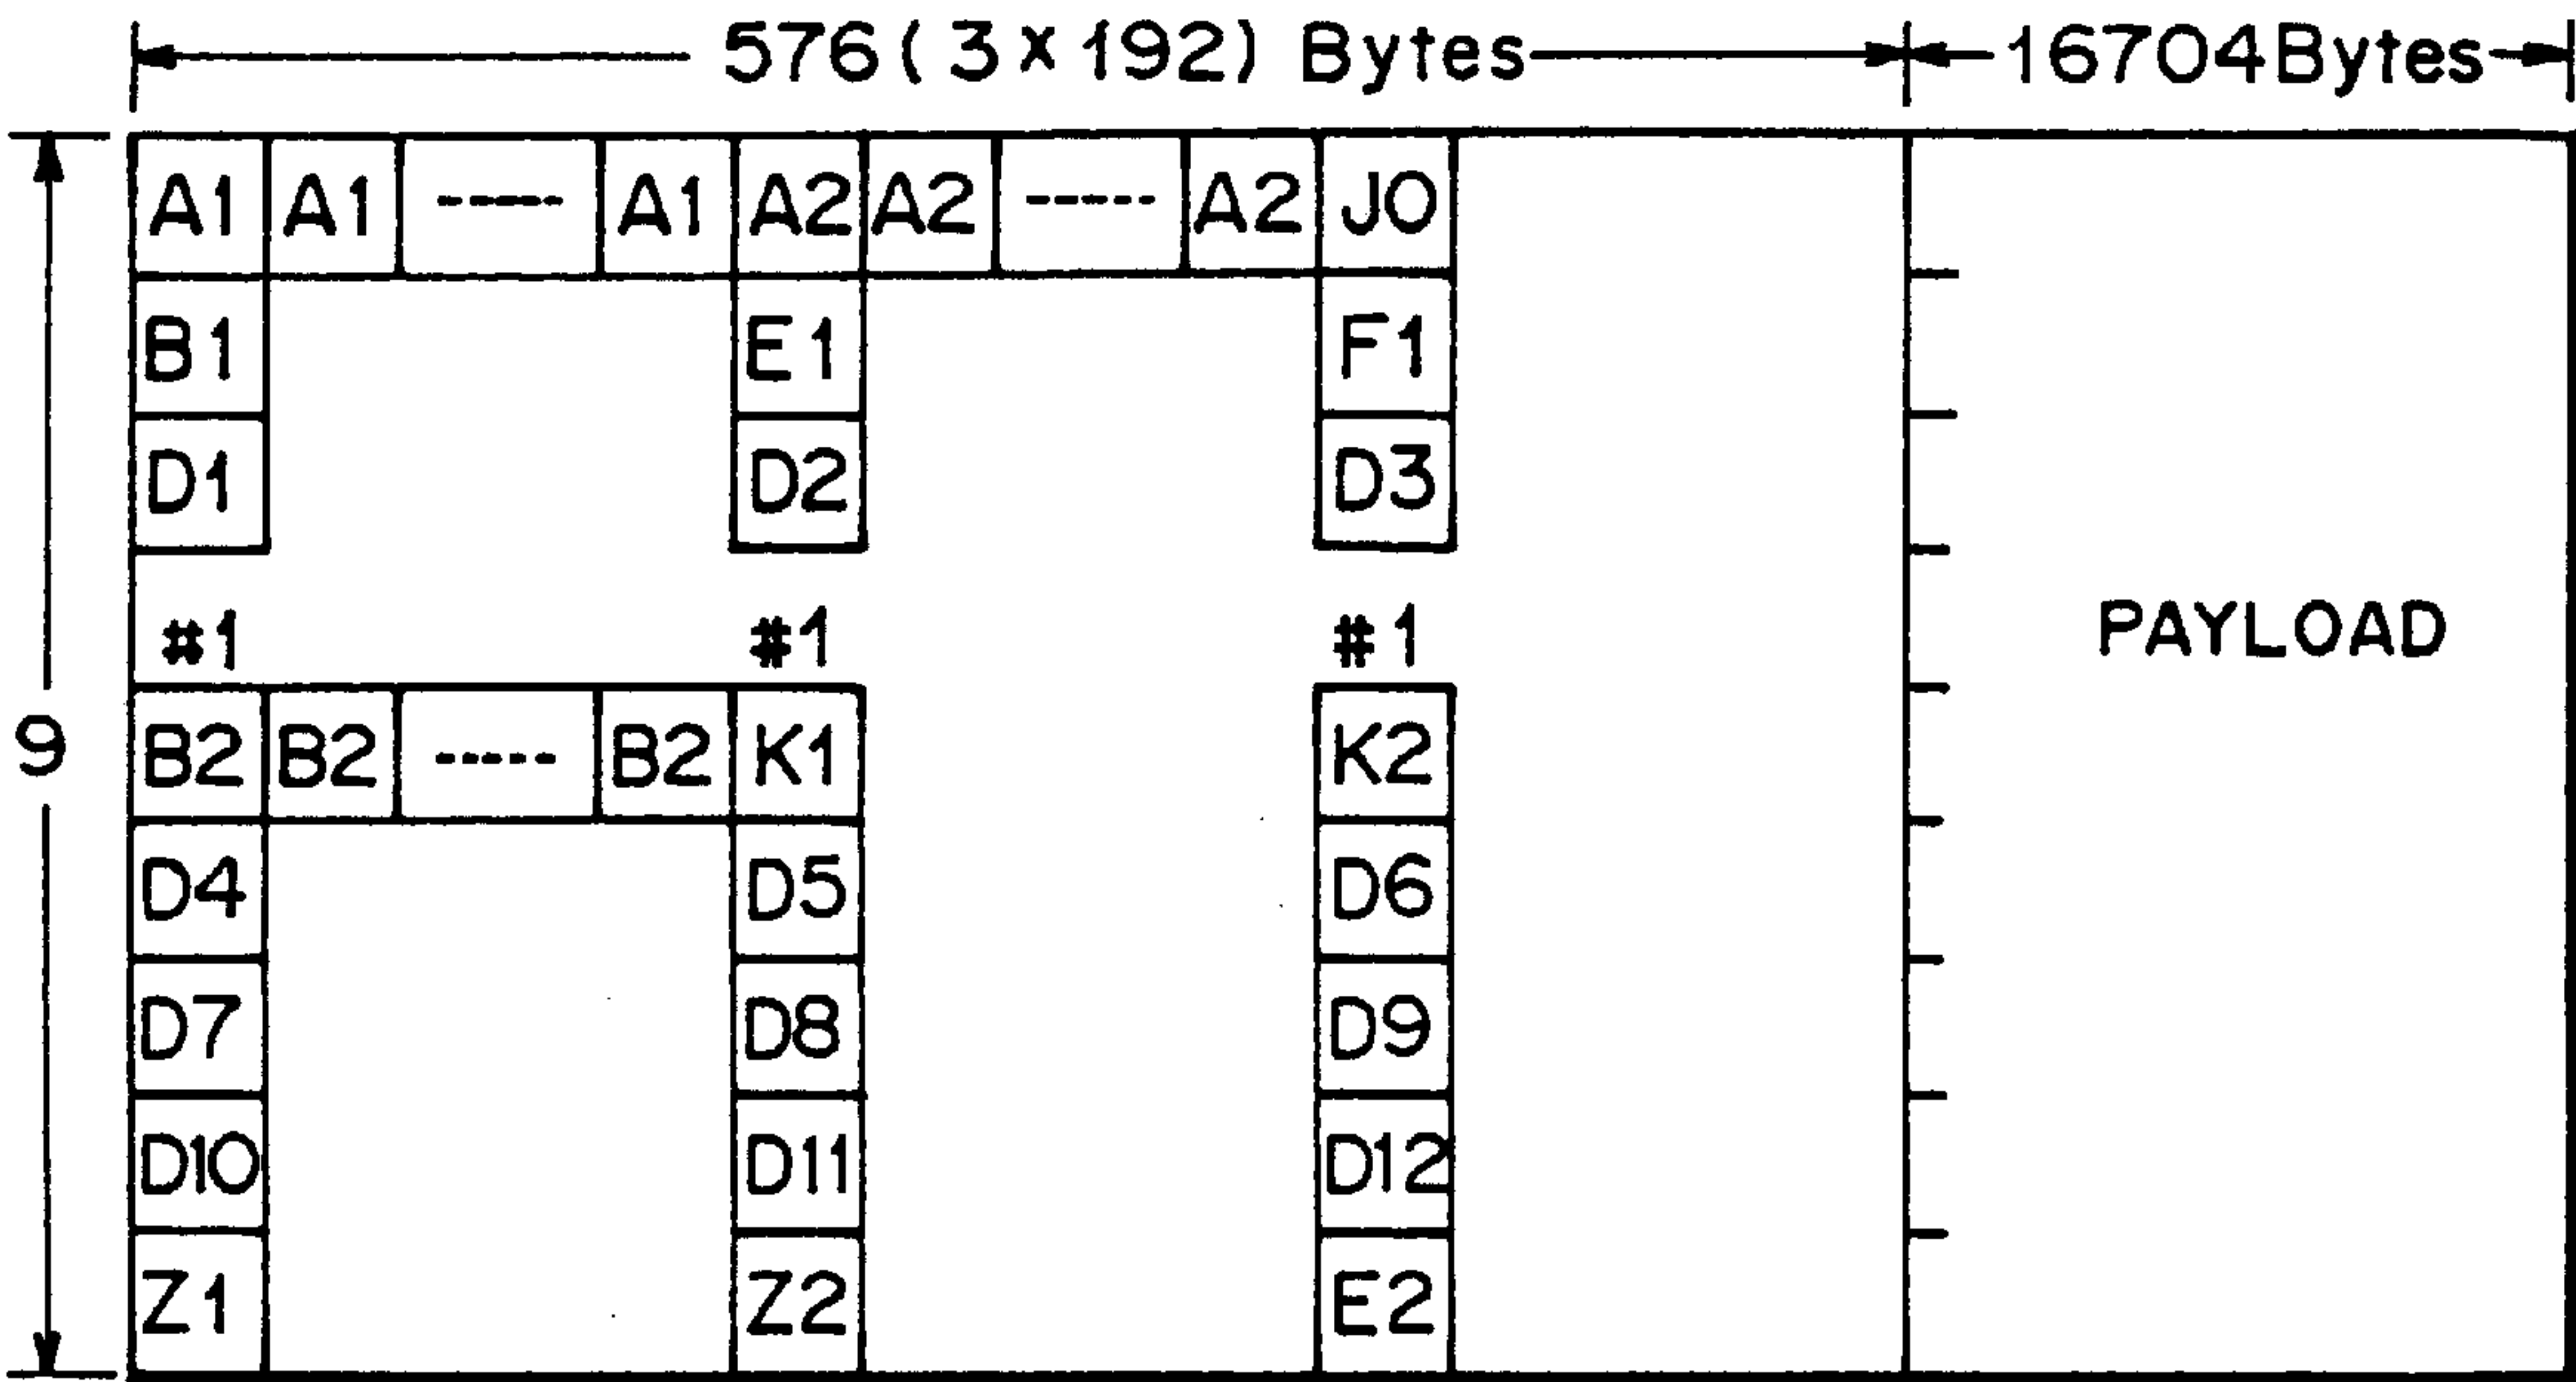 576 ( 3 × 192) Bytes 16704 Bytes
A1 A1 ----- A1 A2 A2 ----- A2 J0
B1 E1 F1
D1 D2 D3
#1 #1 #1
PAYLOAD
9
B2 B2 ----- B2 K1 K2
D4 D5 D6
D7 D8 D9
D10 D11 D12
Z1 Z2 E2